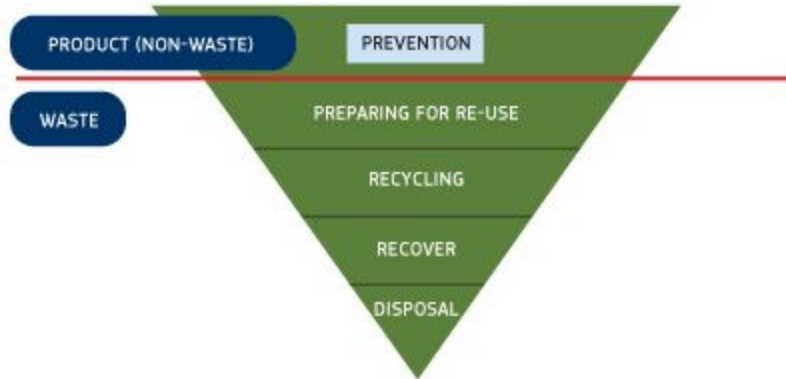 PRODUCT (NON-WASTE)
PREVENTION
WASTE
PREPARING FOR RE-USE
RECYCLING
RECOVER
DISPOSAL